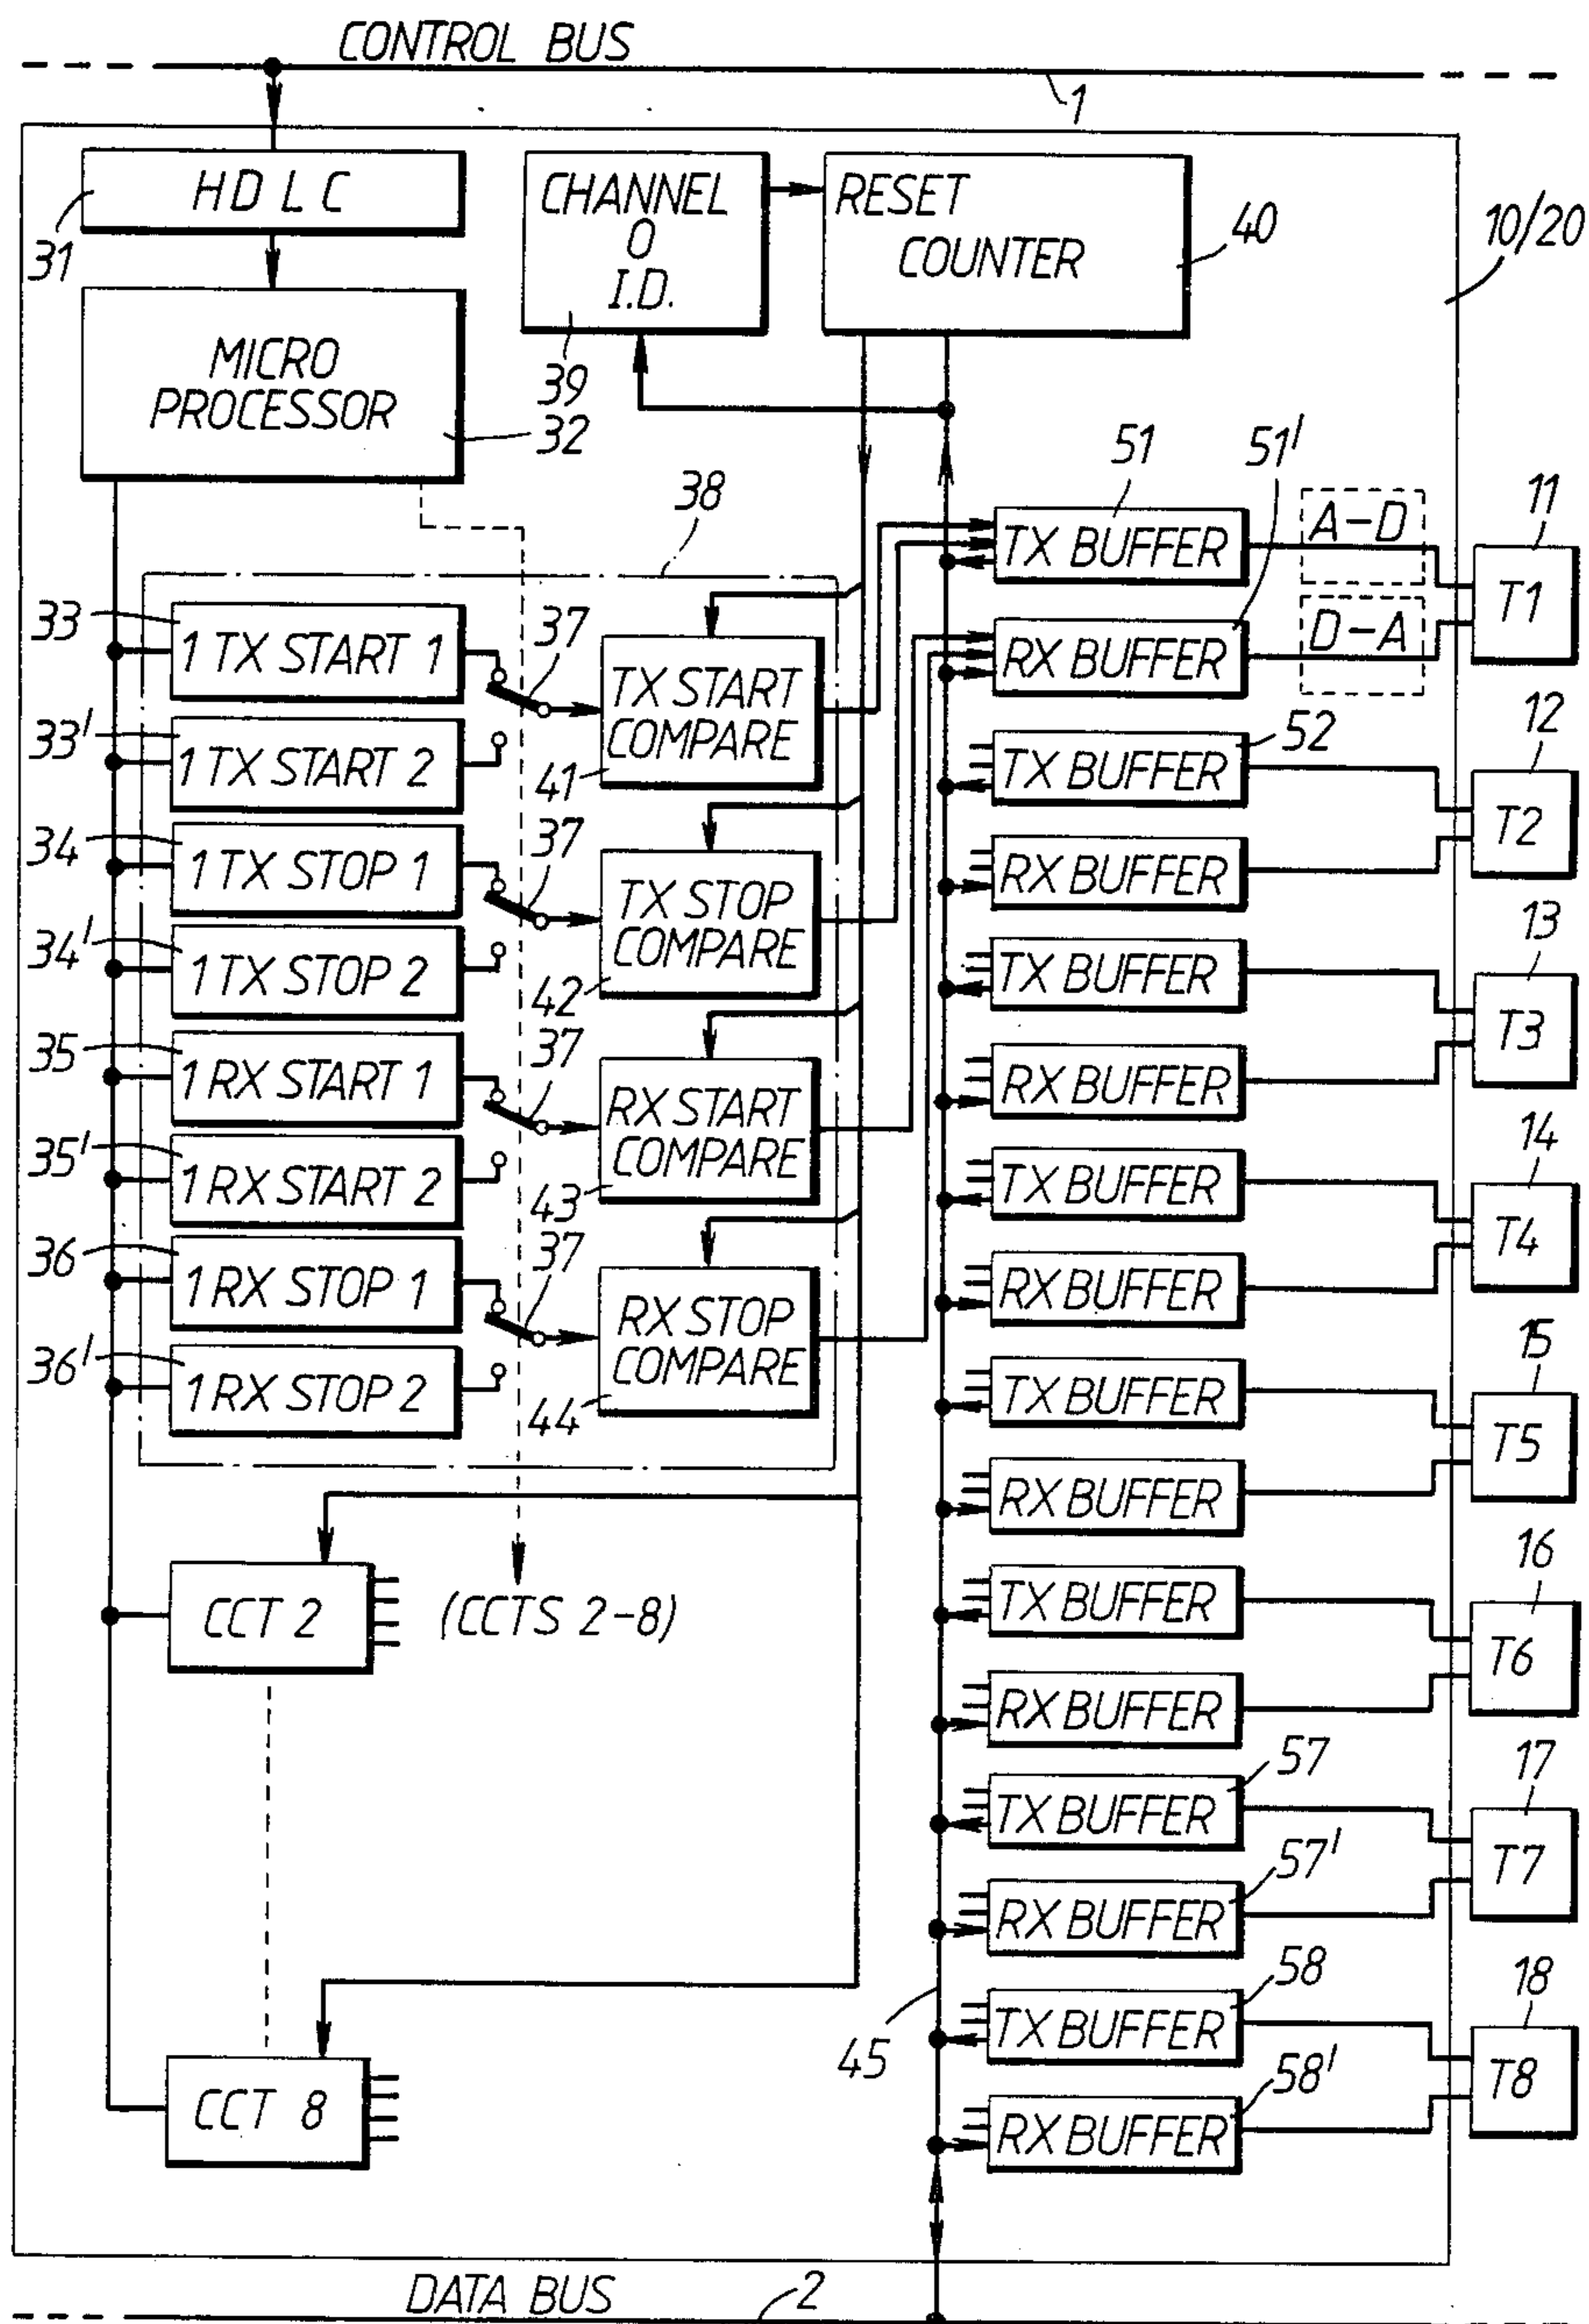 CONTROL BUS
1
HDLC
31
CHANNEL
0
I.D.
39
RESET
COUNTER
40
10/20
MICRO
PROCESSOR
32
38
33
1 TX START 1
33'
1 TX START 2
34
1 TX STOP 1
34'
1 TX STOP 2
35
1 RX START 1
35'
1 RX START 2
36
1 RX STOP 1
36'
1 RX STOP 2
37
37
37
37
TX START
COMPARE
41
TX STOP
COMPARE
42
RX START
COMPARE
43
RX STOP
COMPARE
44
CCT 2
(CCTS 2-8)
CCT 8
51
TX BUFFER
51'
RX BUFFER
A-D
D-A
11
T1
TX BUFFER
52
RX BUFFER
12
T2
TX BUFFER
RX BUFFER
13
T3
TX BUFFER
RX BUFFER
14
T4
TX BUFFER
RX BUFFER
15
T5
TX BUFFER
RX BUFFER
16
T6
57
TX BUFFER
57'
RX BUFFER
17
T7
58
TX BUFFER
58'
RX BUFFER
18
T8
45
DATA BUS
2